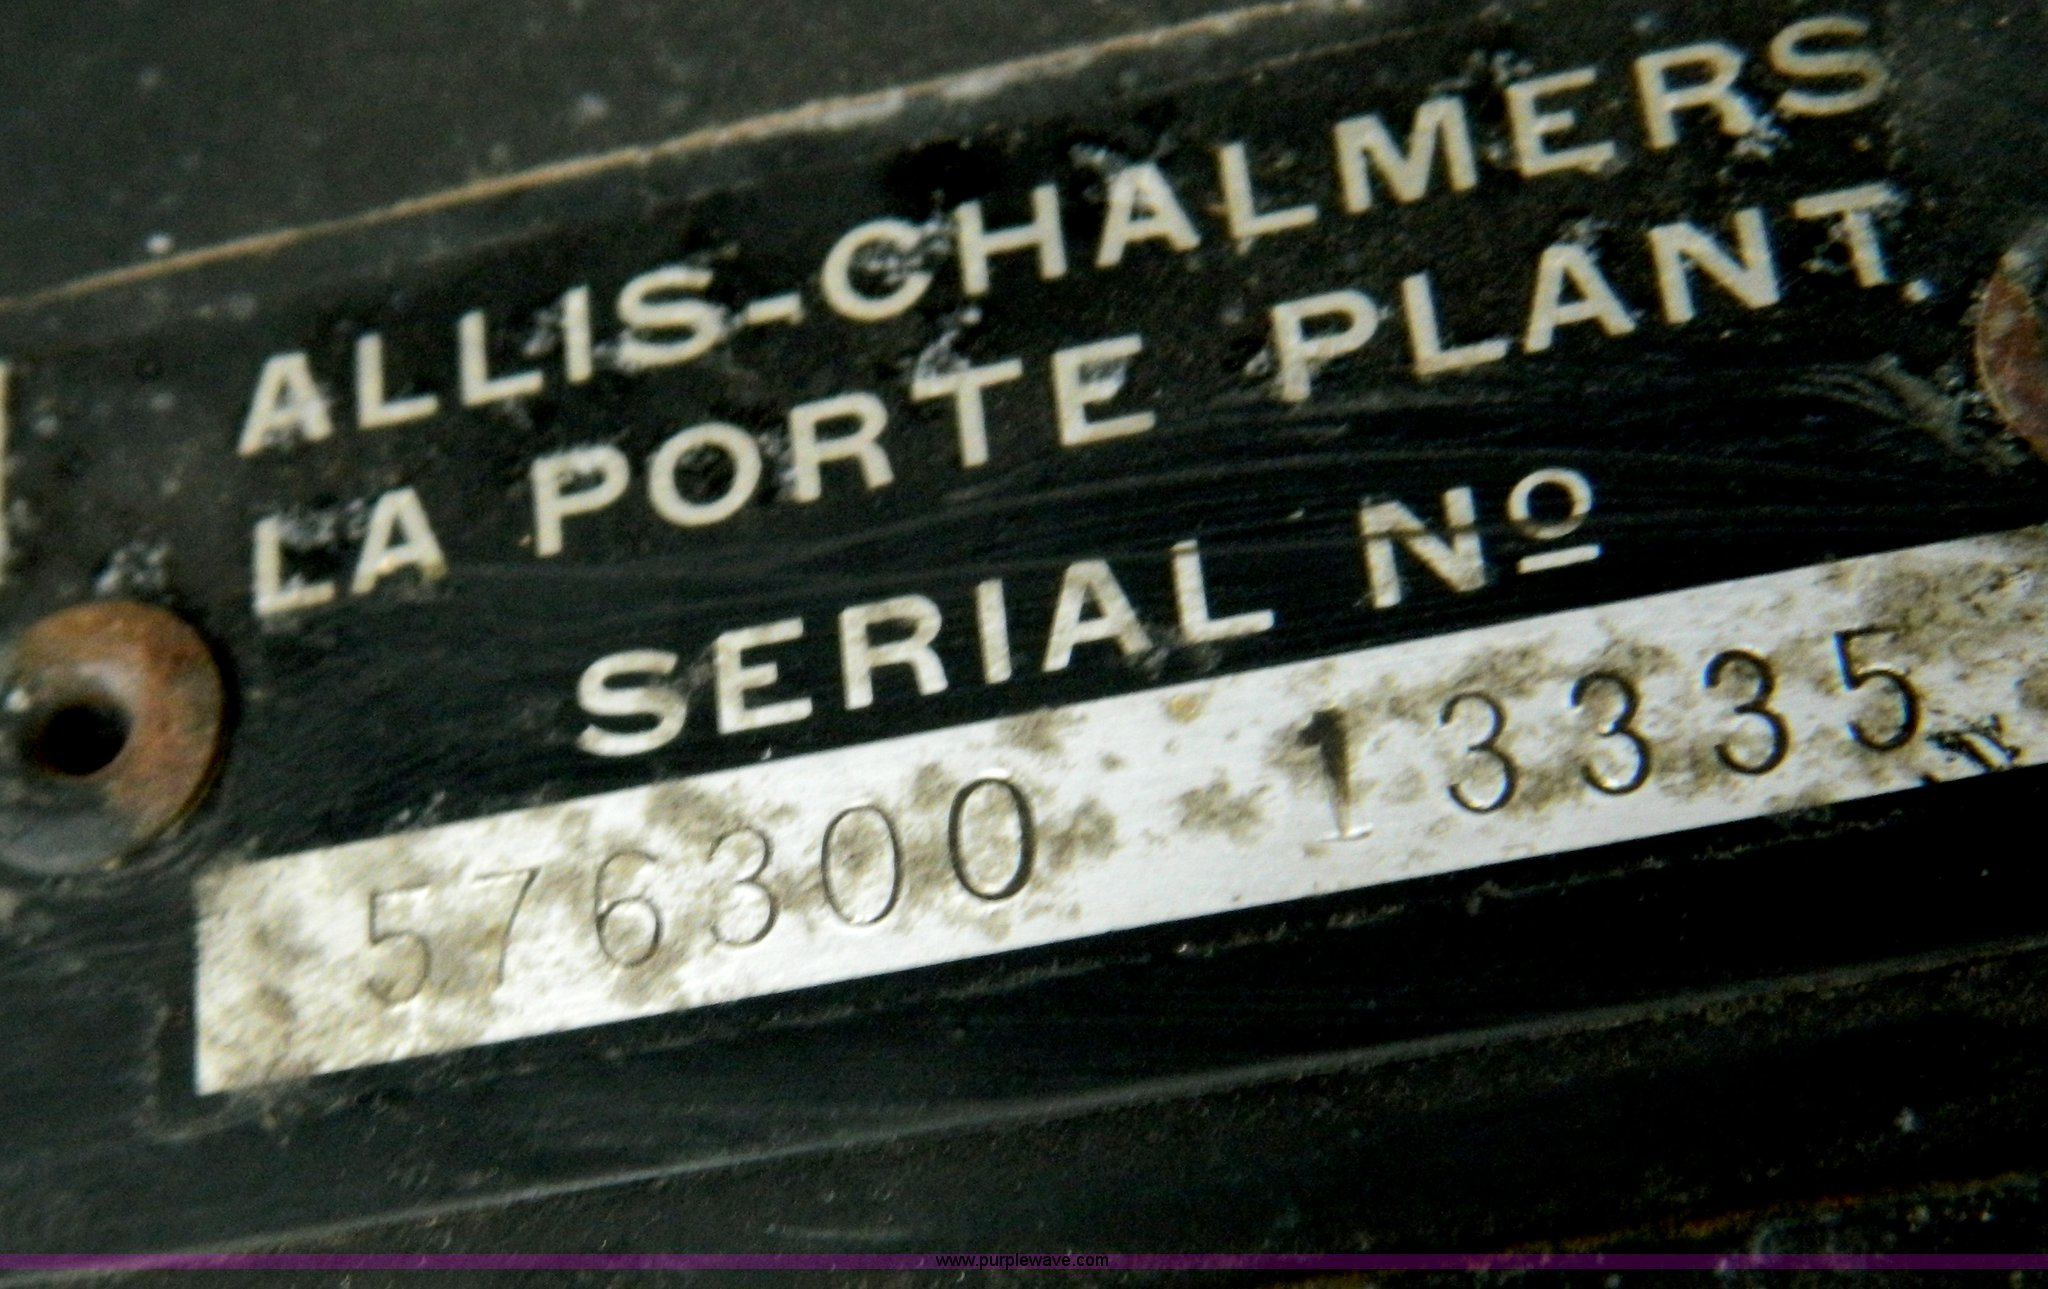 ALLIS-CHALMERS
LA PORTE PLANT
SERIAL Nº
576300 13335
www.purplewave.com